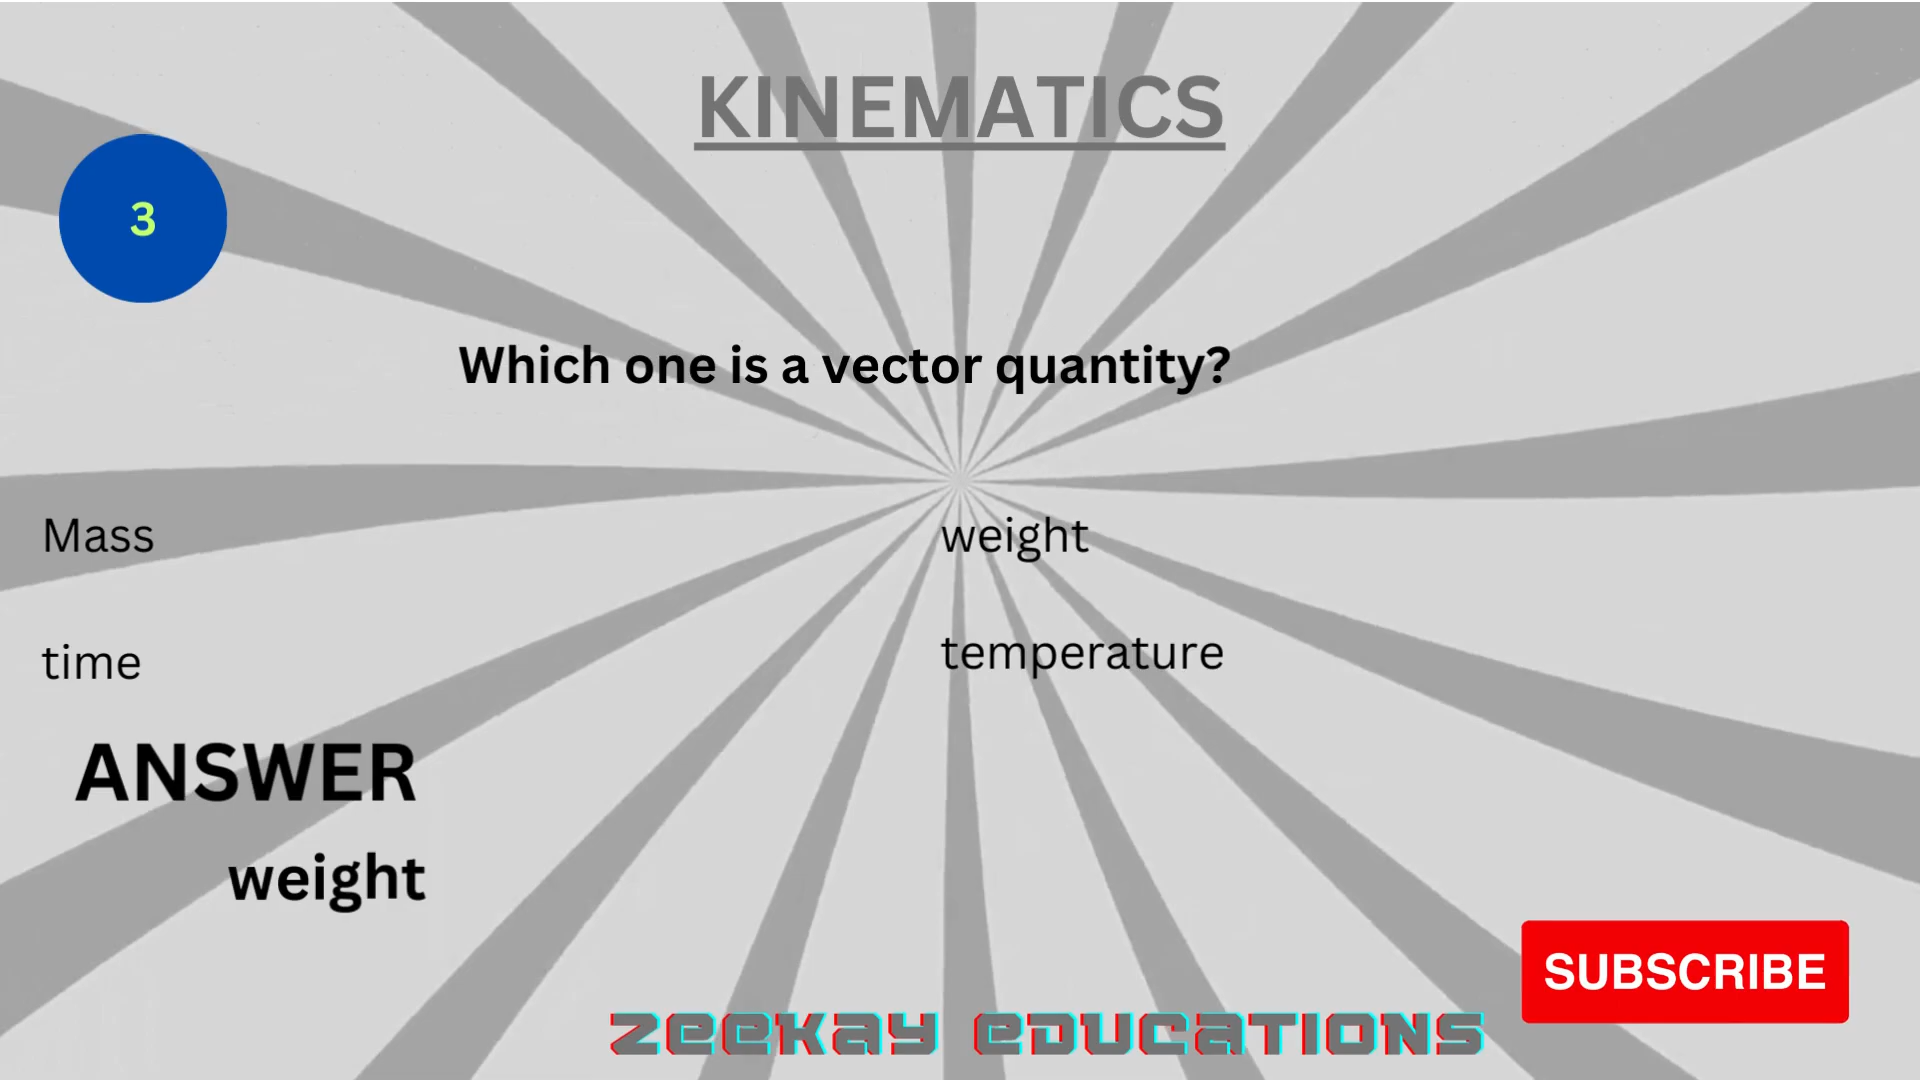 KINEMATICS
3
Which one is a vector quantity?
Mass
weight
time
temperature
ANSWER
weight
SUBSCRIBE
ZEEKAY EDUCATIONS